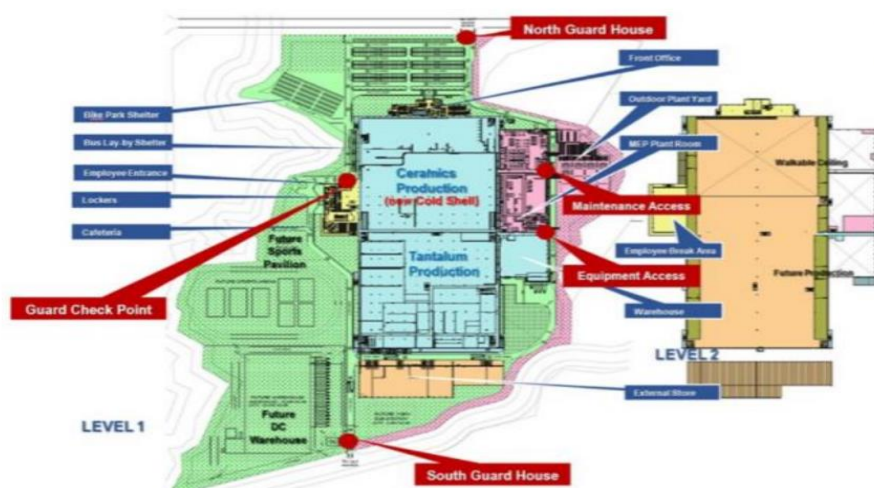 North Guard House
Front Office
Outdoor Plant Yard
Bike Park Shelter
Bus Lay-by Shelter
MEP Plant Room
Walkable Ceiling
Employee Entrance
Ceramics
Production
(now Cold Shell)
Lockers
Maintenance Access
Cafeteria
Future
Sports
Pavilion
Tantalum
Production
Employee Break Area
Equipment Access
Future Production
Guard Check Point
Warehouse
LEVEL 2
External Store
Future
DC
Warehouse
LEVEL 1
South Guard House